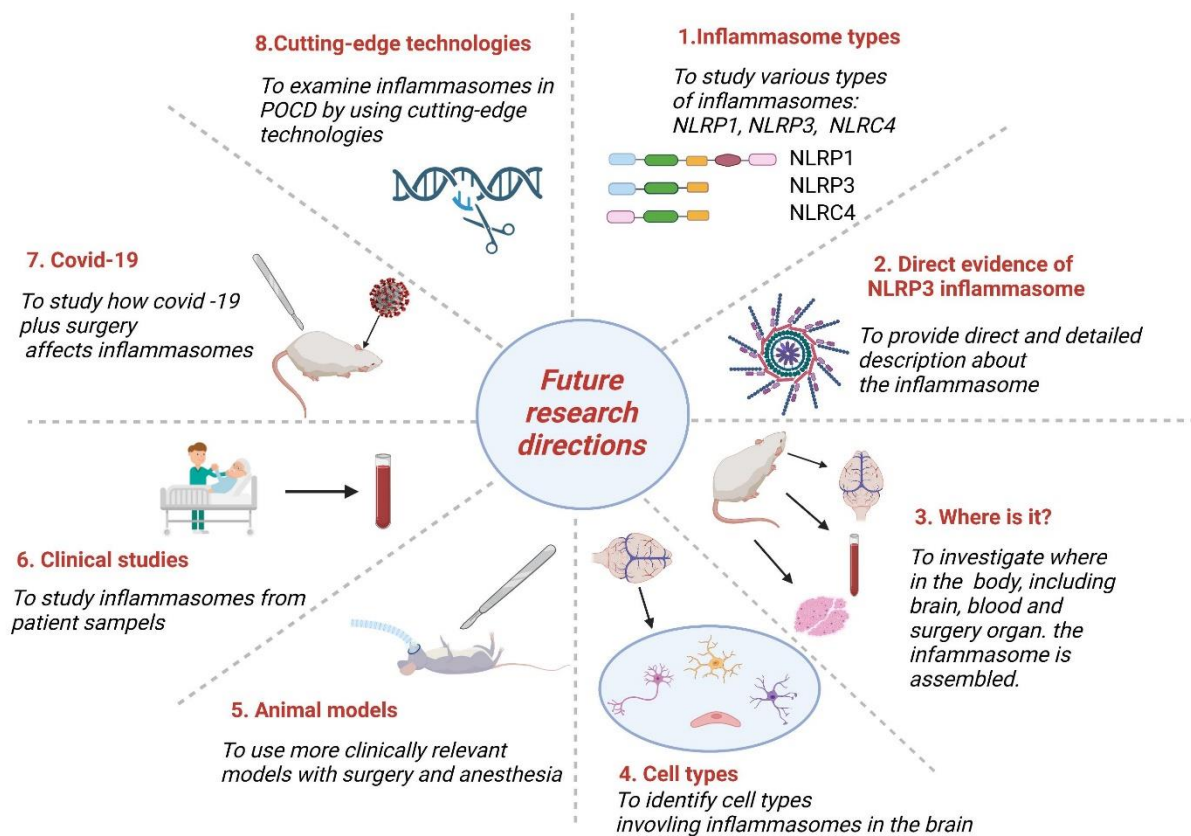 Future
research
directions
1.Inflammasome types
To study various types
of inflammasomes:
NLRP1, NLRP3, NLRC4
NLRP1
NLRP3
NLRC4
2. Direct evidence of
NLRP3 inflammasome
To provide direct and detailed
description about
the inflammasome
3. Where is it?
To investigate where
in the body, including
brain, blood and
surgery organ. the
infammasome is
assembled.
4. Cell types
To identify cell types
invovling inflammasomes in the brain
5. Animal models
To use more clinically relevant
models with surgery and anesthesia
6. Clinical studies
To study inflammasomes from
patient sampels
7. Covid-19
To study how covid -19
plus surgery
affects inflammasomes
8.Cutting-edge technologies
To examine inflammasomes in
POCD by using cutting-edge
technologies